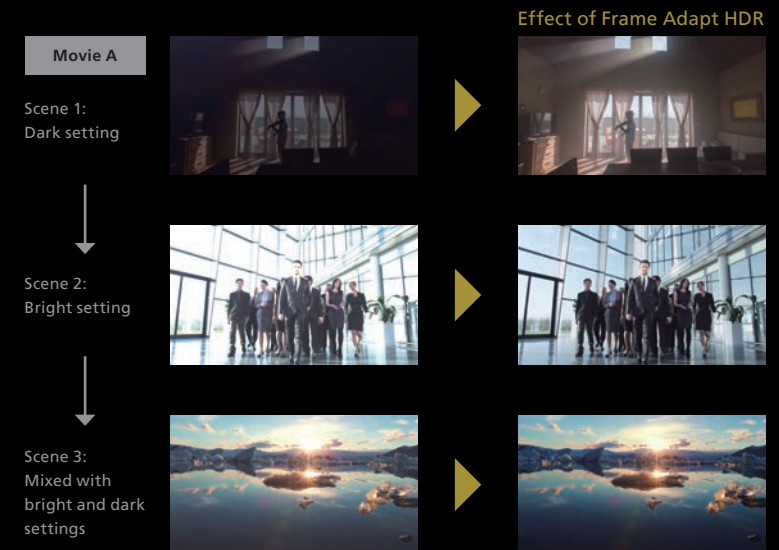 Effect of Frame Adapt HDR
Movie A
Scene 1:
Dark setting
Scene 2:
Bright setting
Scene 3:
Mixed with
bright and dark
settings